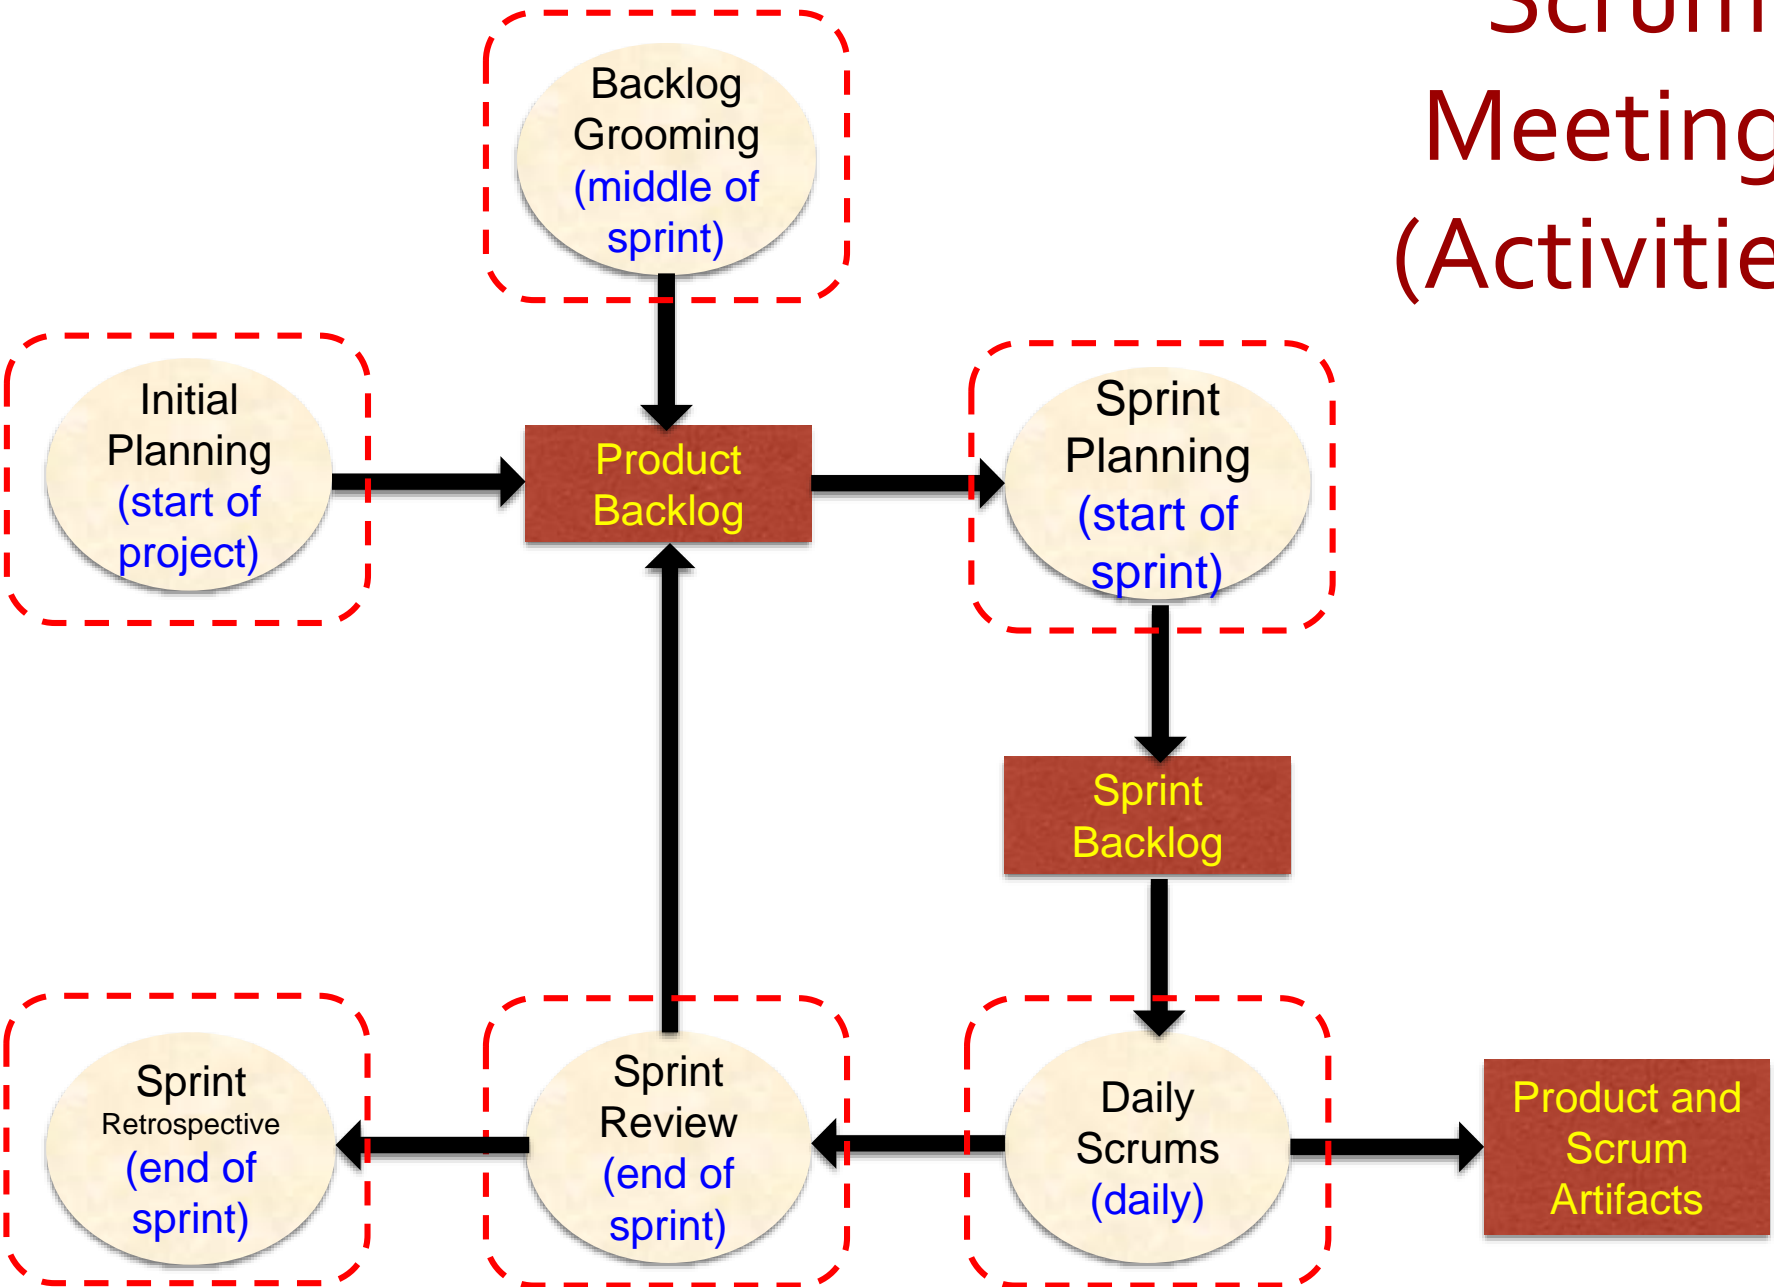 Scrum
Meeting
(Activitie
Backlog
Grooming
(middle of
sprint)
Initial
Planning
(start of
project)
Product
Backlog
Sprint
Planning
(start of
sprint)
Sprint
Backlog
Sprint
Retrospective
(end of
sprint)
Sprint
Review
(end of
sprint)
Daily
Scrums
(daily)
Product and
Scrum
Artifacts